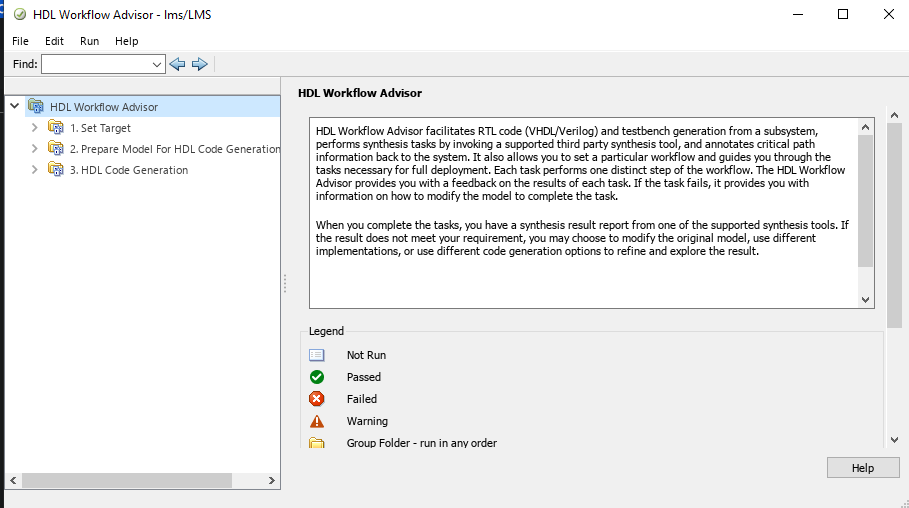 HDL Workflow Advisor - lms/LMS
File Edit Run Help
Find:
HDL Workflow Advisor
1. Set Target
2. Prepare Model For HDL Code Generation
3. HDL Code Generation
HDL Workflow Advisor
HDL Workflow Advisor facilitates RTL code (VHDL/Verilog) and testbench generation from a subsystem,
performs synthesis tasks by invoking a supported third party synthesis tool, and annotates critical path
information back to the system. It also allows you to set a particular workflow and guides you through the
tasks necessary for full deployment. Each task performs one distinct step of the workflow. The HDL Workflow
Advisor provides you with a feedback on the results of each task. If the task fails, it provides you with
information on how to modify the model to complete the task.
When you complete the tasks, you have a synthesis result report from one of the supported synthesis tools. If
the result does not meet your requirement, you may choose to modify the original model, use different
implementations, or use different code generation options to refine and explore the result.
Legend
Not Run
Passed
Failed
Warning
Group Folder - run in any order
Help